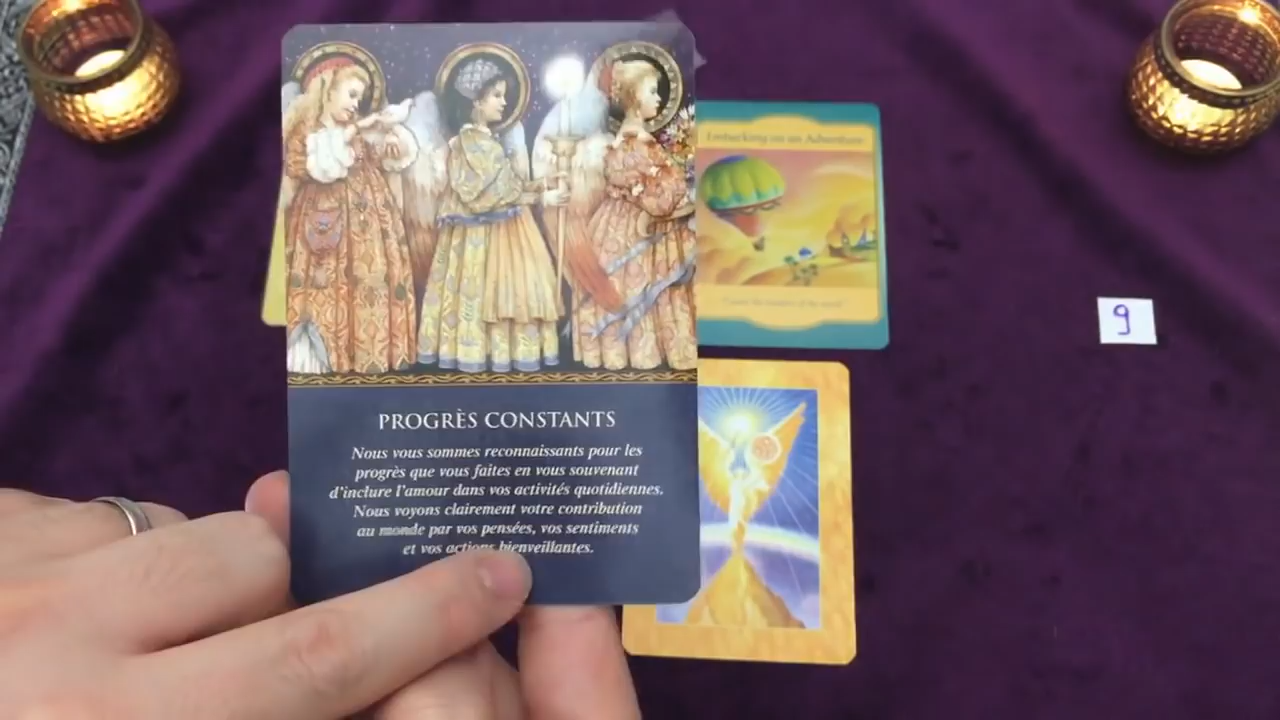 PROGRÈS CONSTANTS
Nous vous sommes reconnaissants pour les
progrès que vous faites en vous souvenant
d'inclure l'amour dans vos activités quotidiennes.
Nous voyons clairement votre contribution
au monde par vos pensées, vos sentiments
et vos actions bienveillantes.
Embarking on an Adventure
9